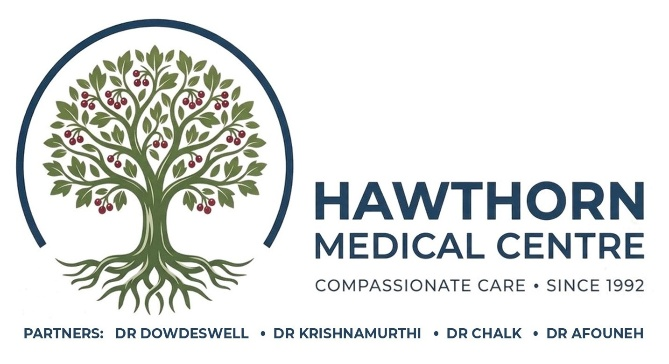 HAWTHORN
MEDICAL CENTRE
COMPASSIONATE CARE • SINCE 1992
PARTNERS: DR DOWDESWELL • DR KRISHNAMURTHI • DR CHALK • DR AFOUNEH